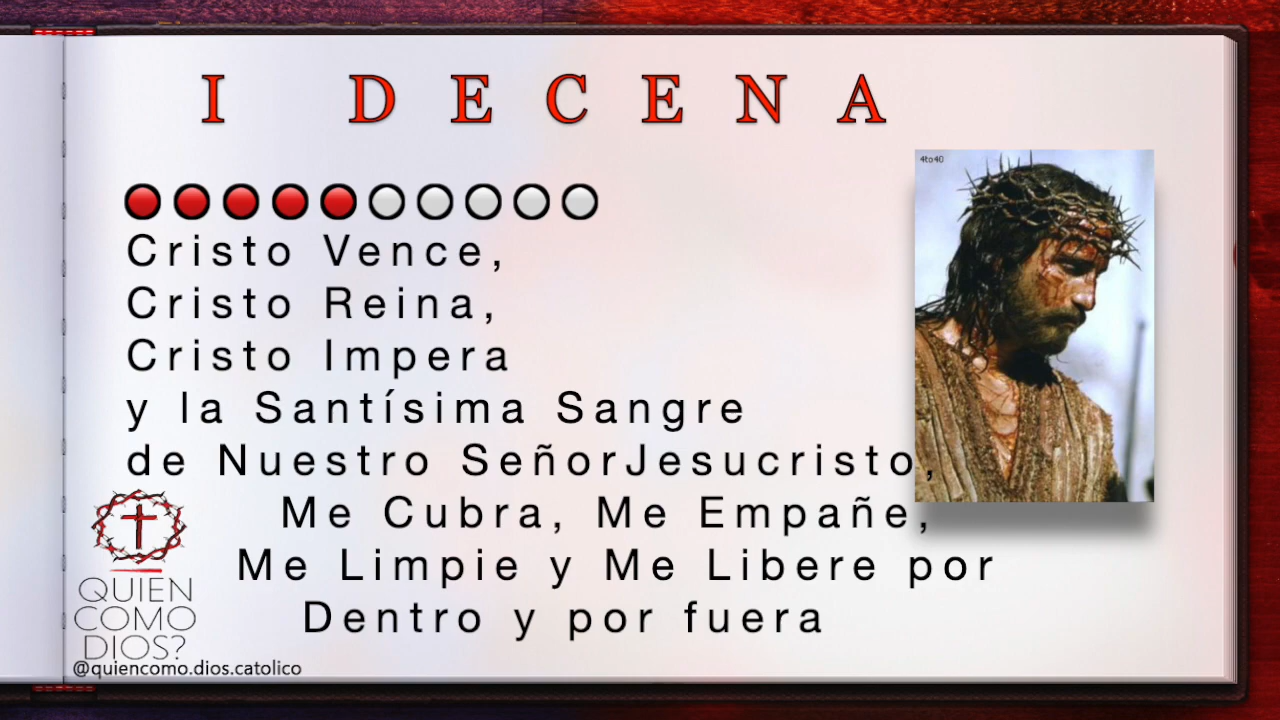 I DECENA
4to40
Cristo Vence,
Cristo Reina,
Cristo Impera
y la Santísima Sangre
de Nuestro SeñorJesucristo,
Me Cubra, Me Empañe,
Me Limpie y Me Libere por
Dentro y por fuera
QUIEN
COMO
DIOS?
@quiencomo.dios.catolico